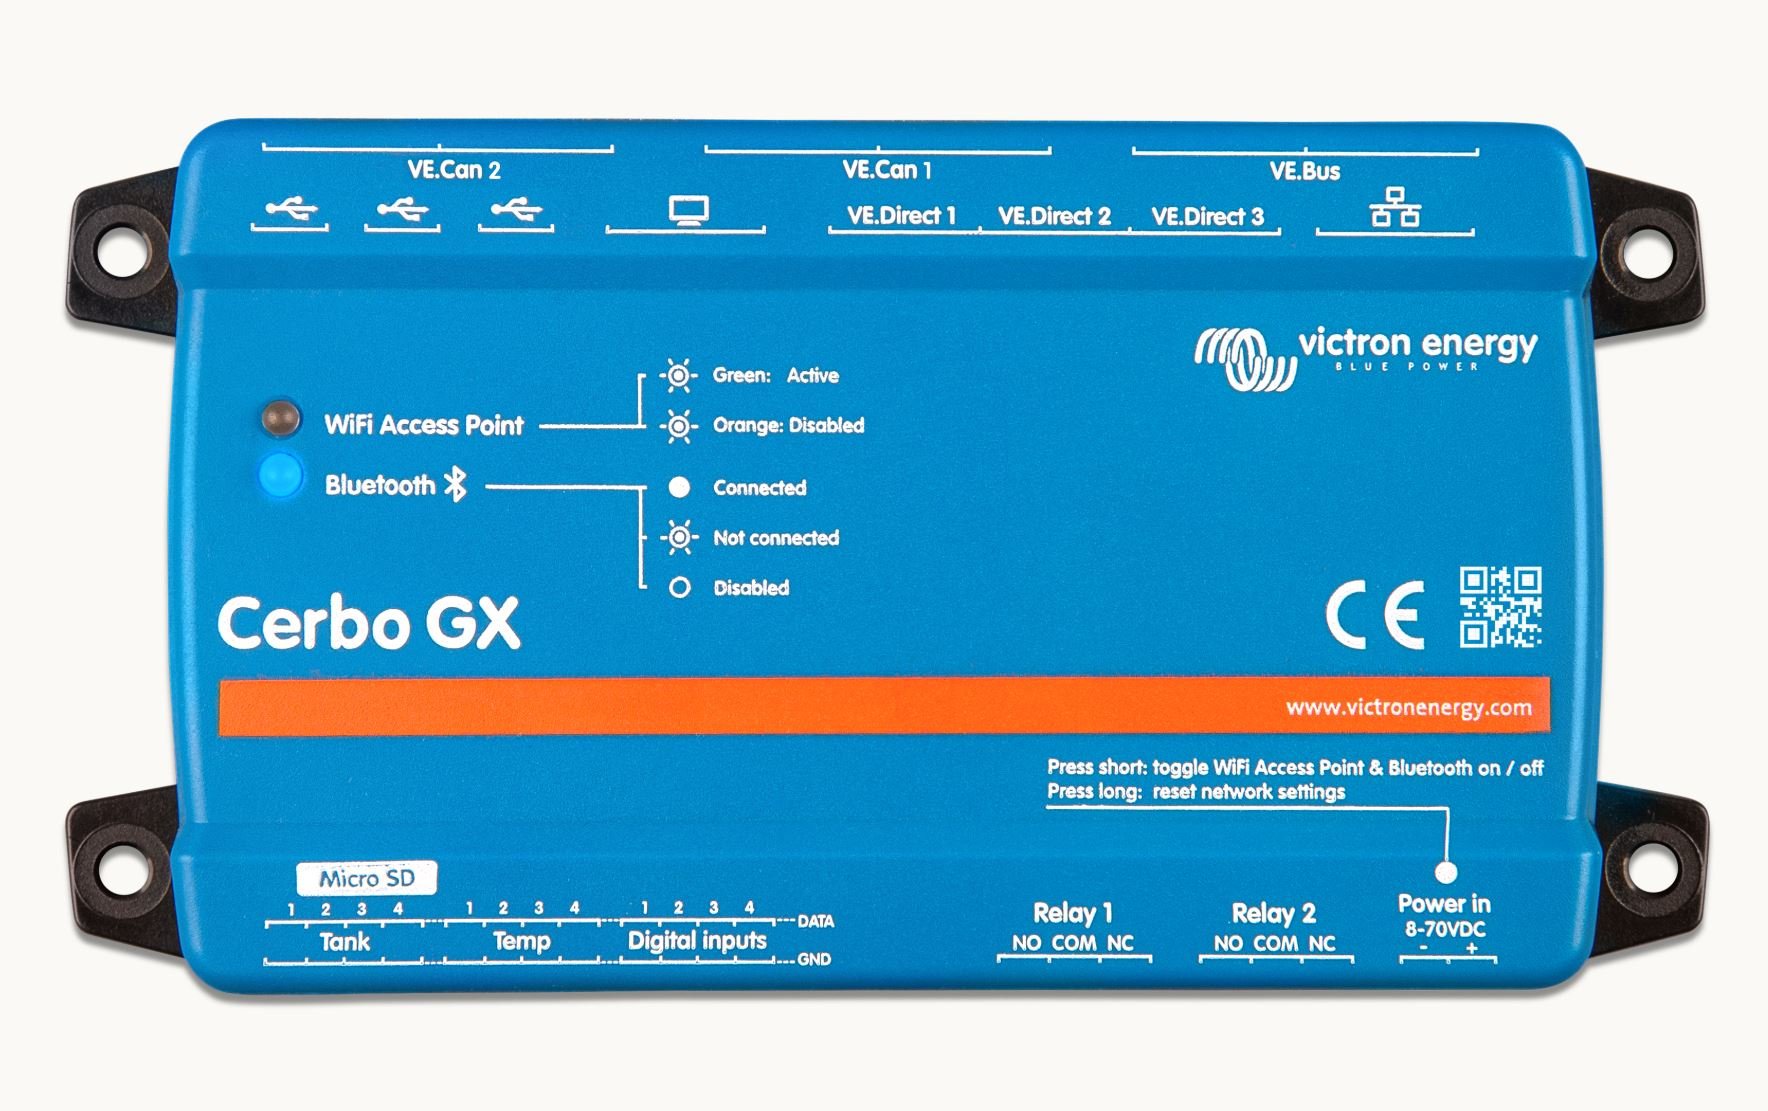 VE.Can 2
VE.Can 1
VE.Bus
VE.Direct 1
VE.Direct 2
VE.Direct 3
victron energy
BLUE POWER
WiFi Access Point
Green: Active
Orange: Disabled
Bluetooth
Connected
Not connected
Disabled
Cerbo GX
CE
www.victronenergy.com
Press short: toggle WiFi Access Point & Bluetooth on / off
Press long: reset network settings
Micro SD
1 2 3 4 1 2 3 4 1 2 3 4
DATA
Tank
Temp
Digital inputs
GND
Relay 1
NO COM NC
Relay 2
NO COM NC
Power in
8-70VDC
- +